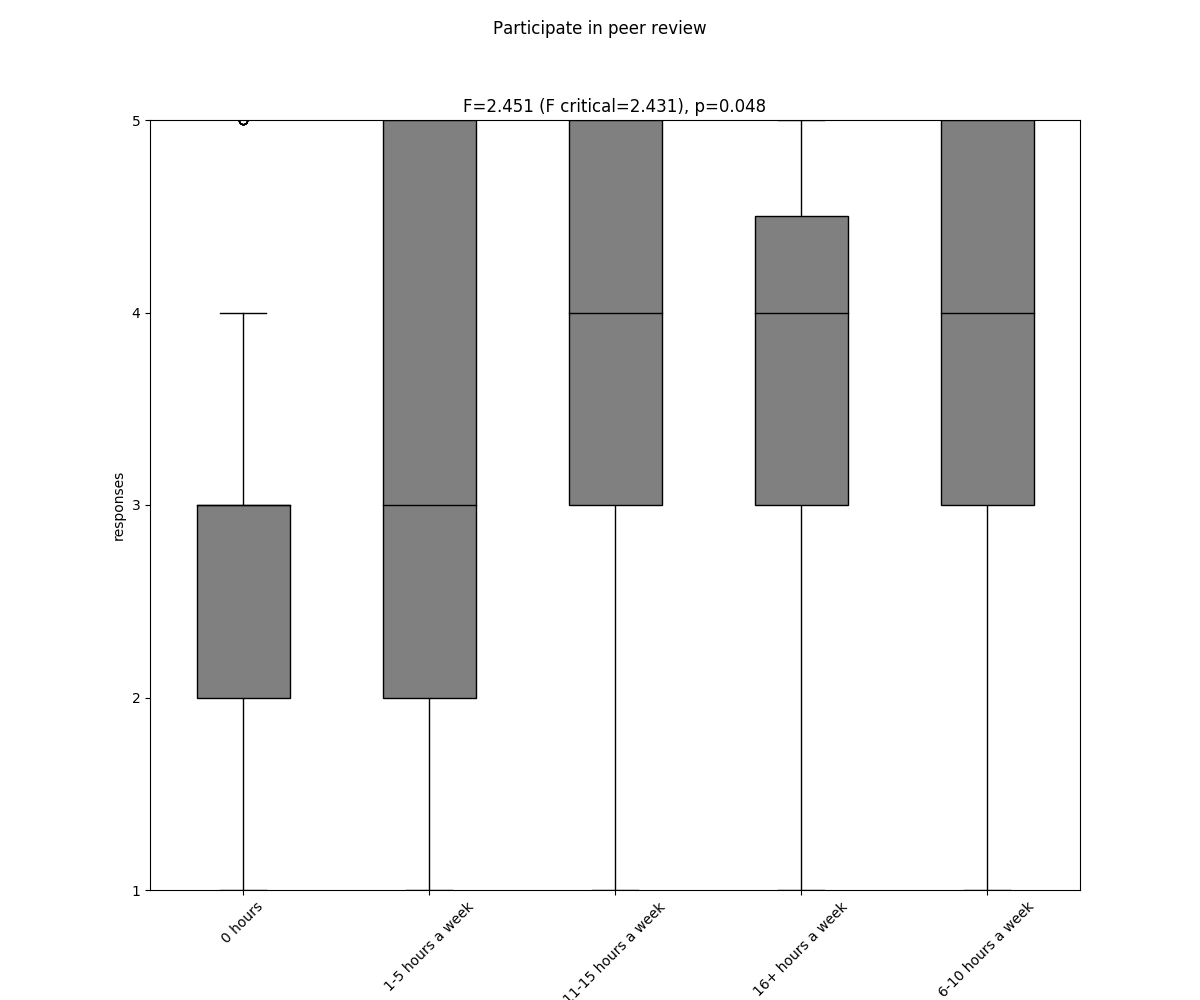 Participate in peer review
F=2.451 (F critical=2.431), p=0.048
5
4
3
2
1
responses
0 hours
1-5 hours a week
11-15 hours a week
16+ hours a week
6-10 hours a week